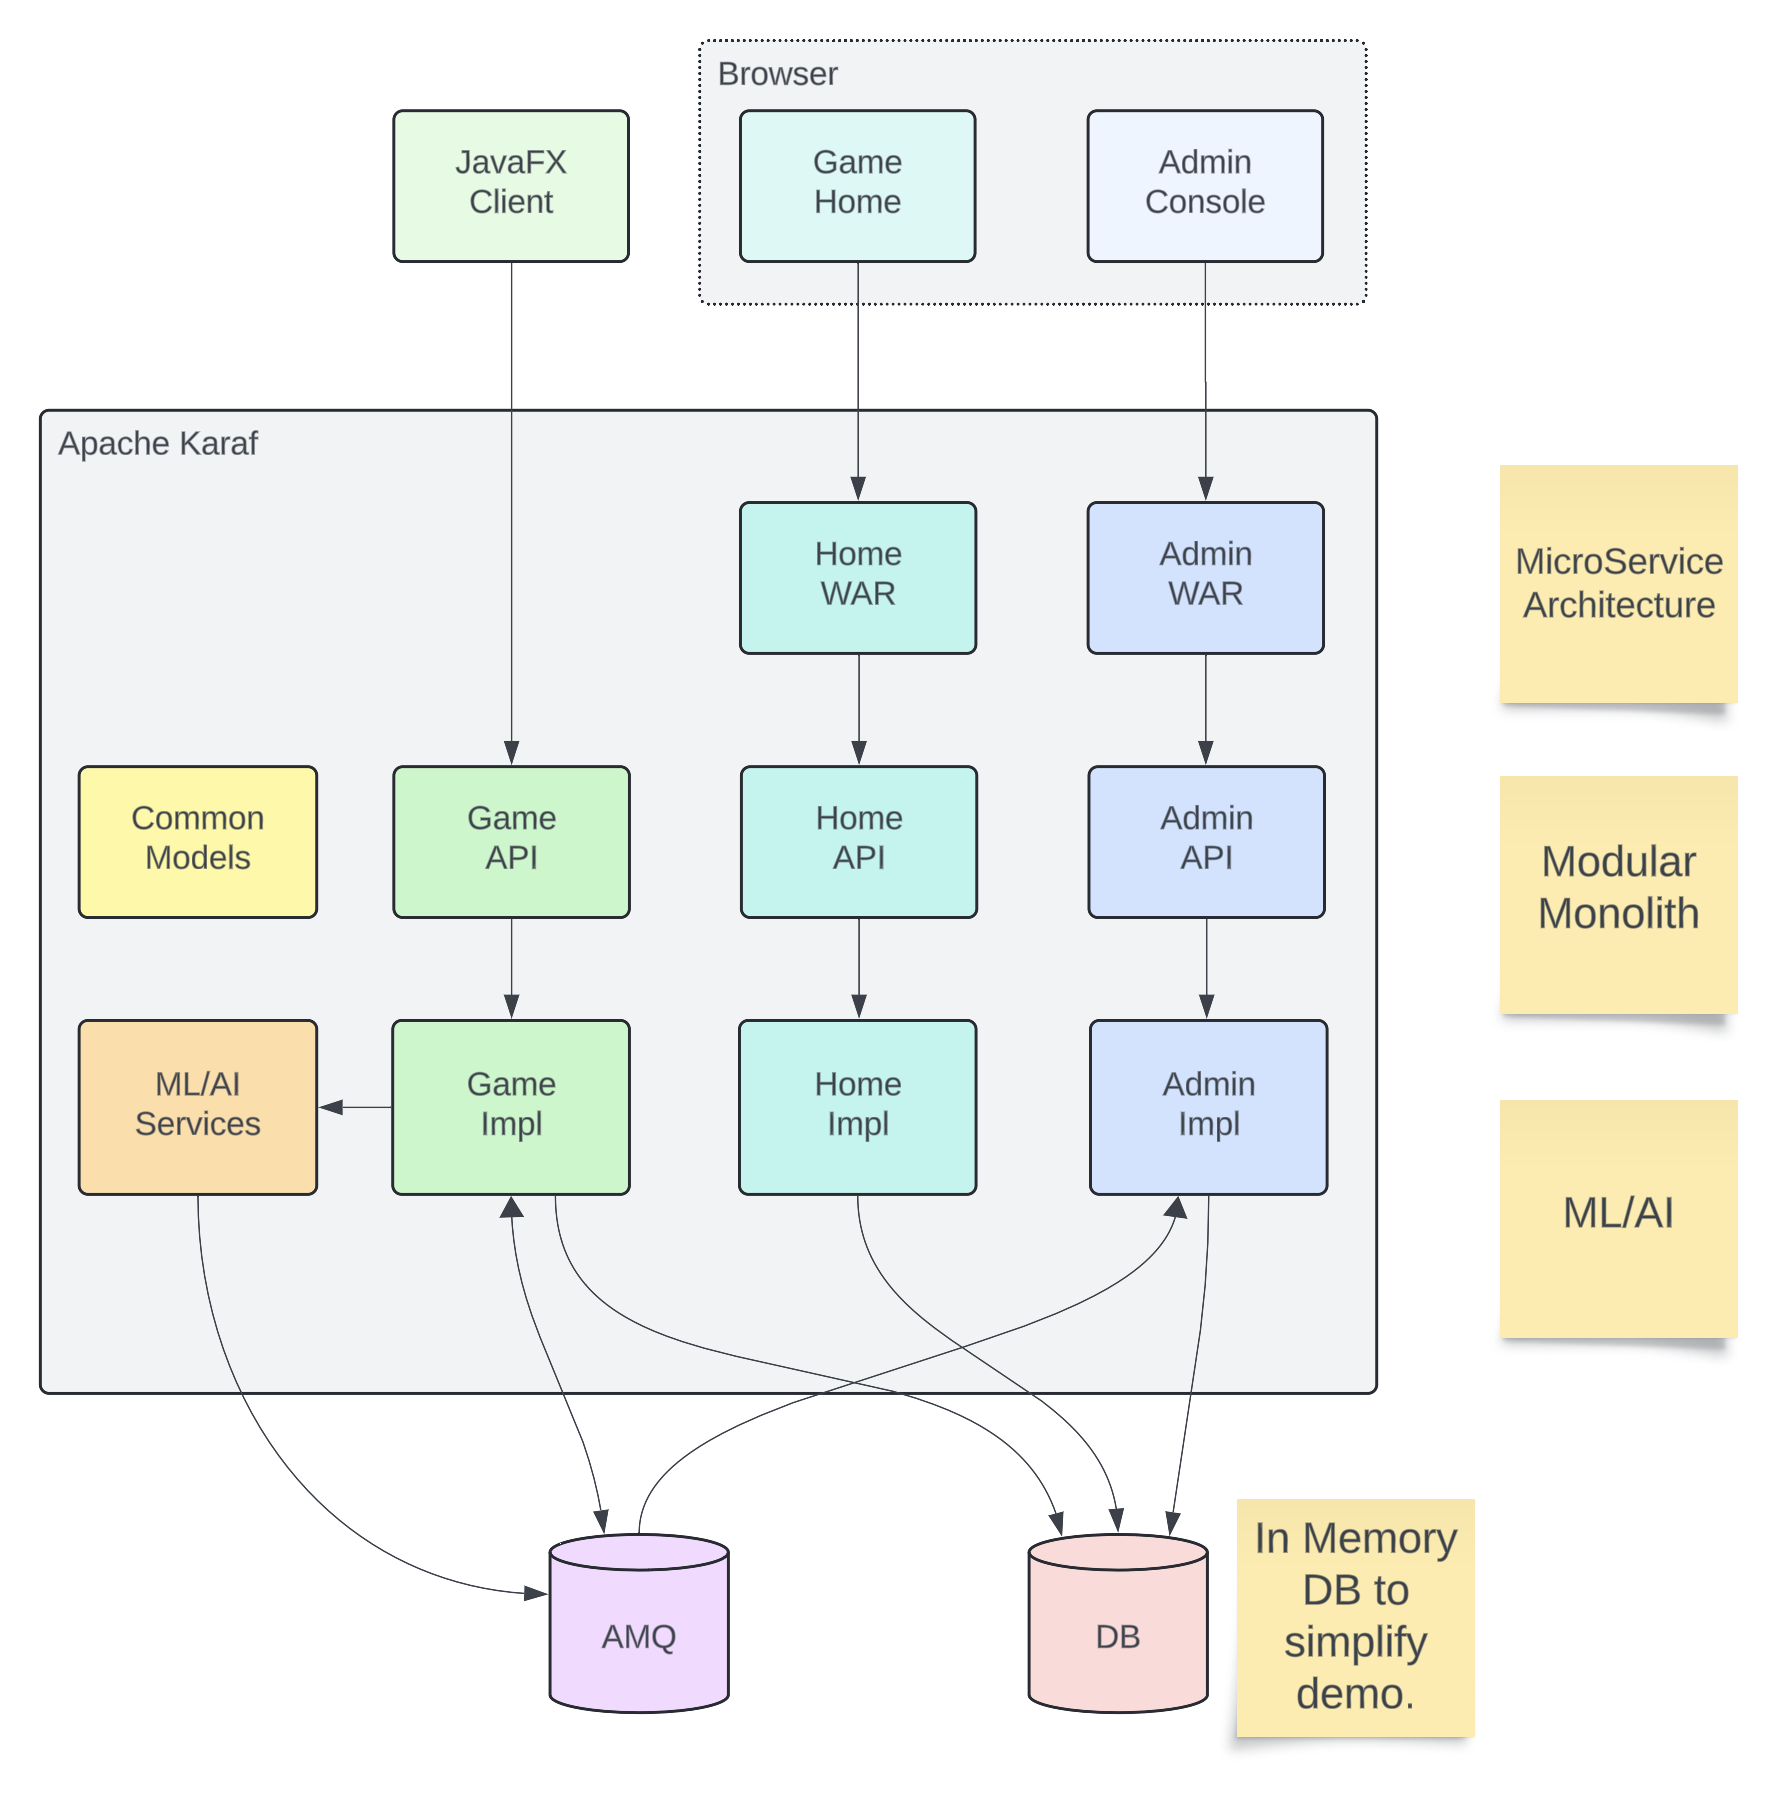 Browser
JavaFX
Client
Game
Home
Admin
Console
Apache Karaf
Home
WAR
Admin
WAR
MicroService
Architecture
Common
Models
Game
API
Home
API
Admin
API
Modular
Monolith
ML/AI
Services
Game
Impl
Home
Impl
Admin
Impl
ML/AI
AMQ
DB
In Memory
DB to
simplify
demo.